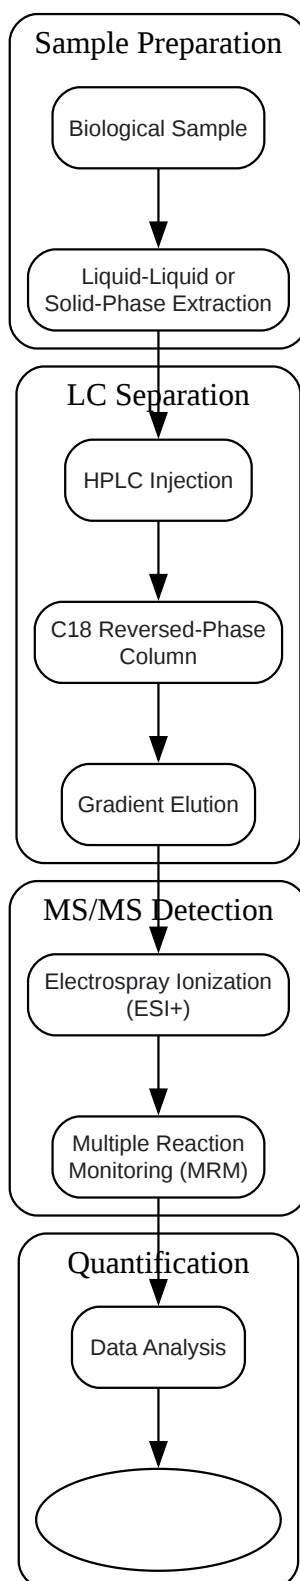 Sample Preparation
Biological Sample
Liquid-Liquid or
Solid-Phase Extraction
LC Separation
HPLC Injection
C18 Reversed-Phase
Column
Gradient Elution
MS/MS Detection
Electrospray Ionization
(ESI+)
Multiple Reaction
Monitoring (MRM)
Quantification
Data Analysis